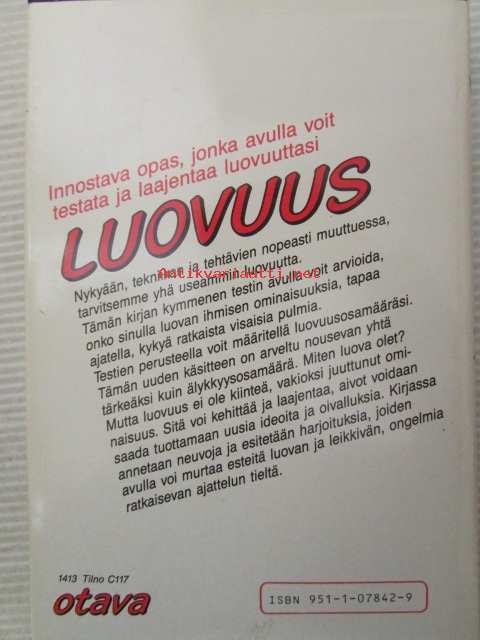 Innostava opas, jonka avulla voit
testata ja laajentaa luovuuttasi
LUOVUUS
Nykyään, tekniikan ja tehtävien nopeasti muuttuessa,
tarvitsemme yhä useammin luovuutta.
Tämän kirjan kymmenen testin avulla voit arvioida,
onko sinulla luovan ihmisen ominaisuuksia, tapaa
ajatella, kykyä ratkaista visaisia pulmia.
Testien perusteella voit määritellä luovuusosamääräsi.
Tämän uuden käsitteen on arveltu nousevan yhtä
tärkeäksi kuin älykkyysosamäärä. Miten luova olet?
Mutta luovuus ei ole kiinteä, vakioksi juuttunut omi-
naisuus. Sitä voi kehittää ja laajentaa, aivot voidaan
saada tuottamaan uusia ideoita ja oivalluksia. Kirjassa
annetaan neuvoja ja esitetään harjoituksia, joiden
avulla voi murtaa esteitä luovan ja leikkivän, ongelmia
ratkaisevan ajattelun tieltä.
Antikvariaatti.net
1413 Tilno C117
otava
ISBN 951-1-07842-9